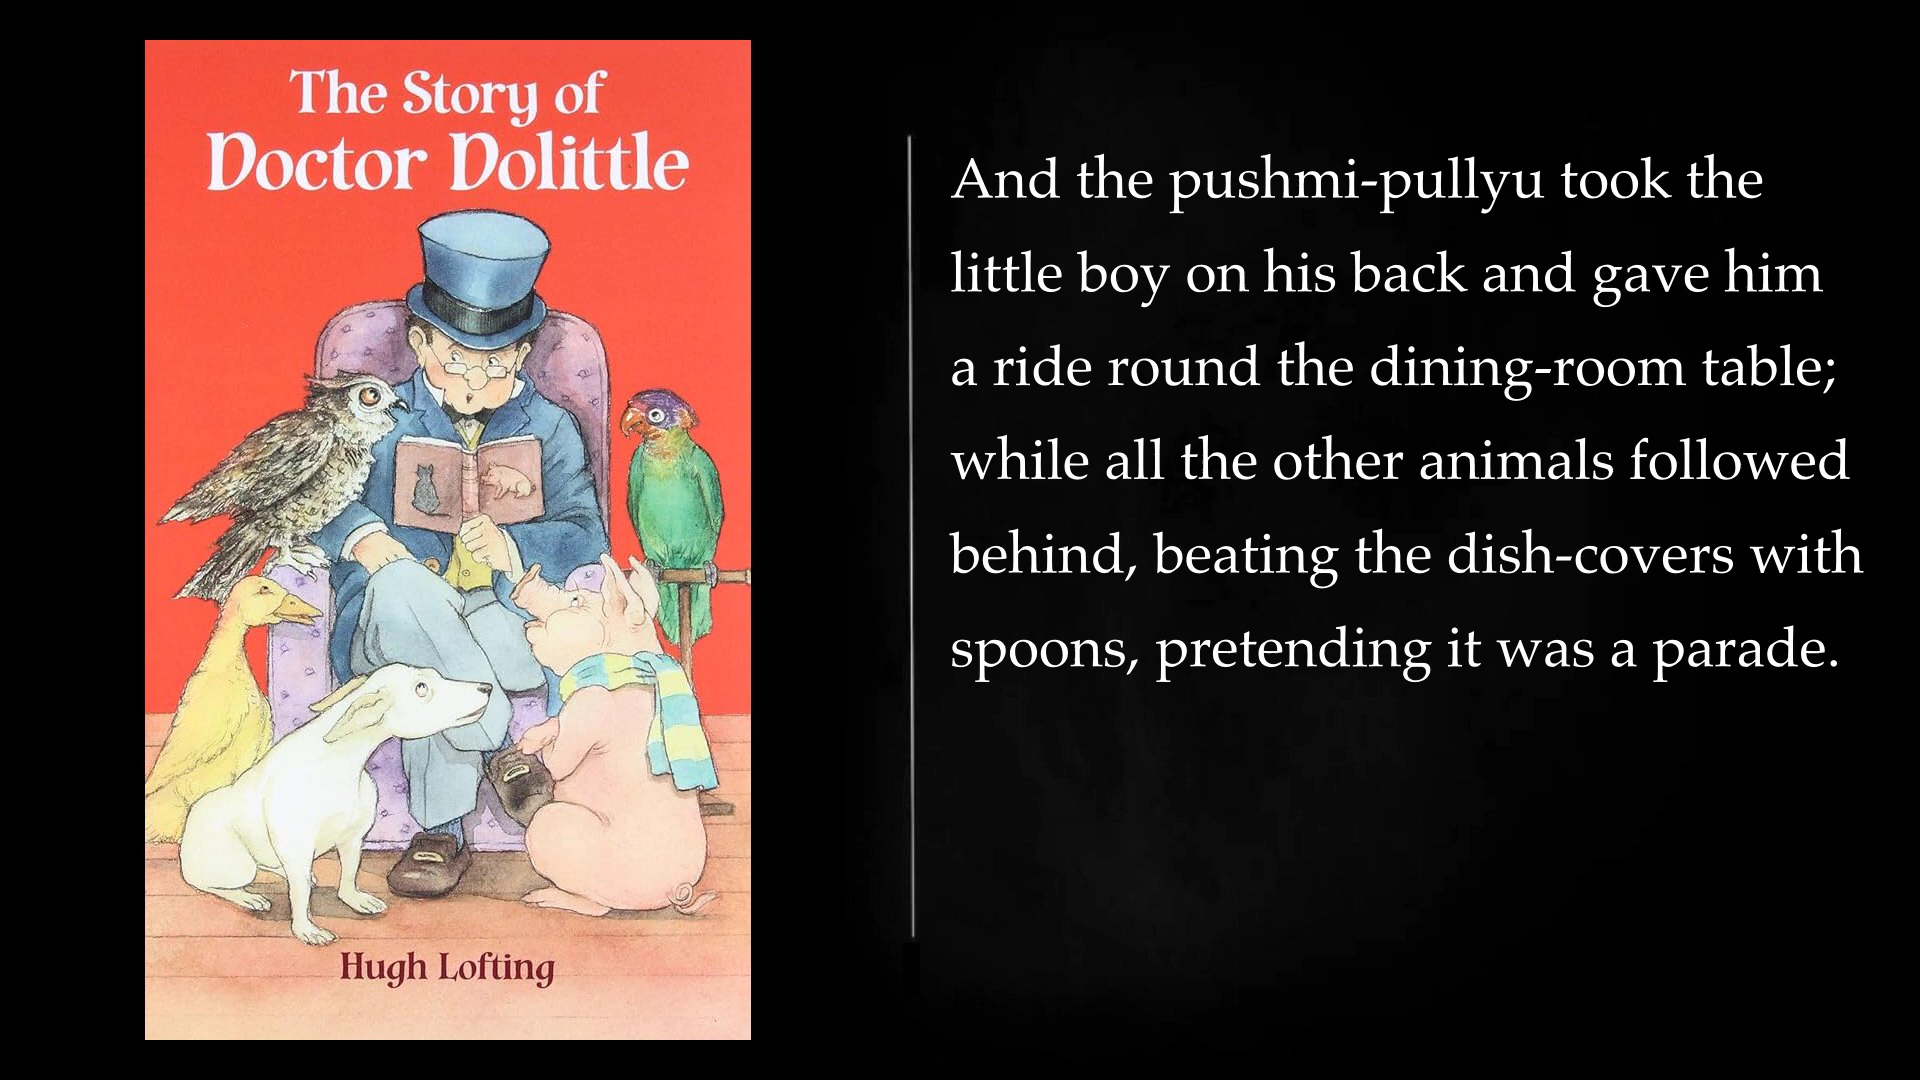 The Story of
Doctor Dolittle
Hugh Lofting
And the pushmi-pullyu took the
little boy on his back and gave him
a ride round the dining-room table;
while all the other animals followed
behind, beating the dish-covers with
spoons, pretending it was a parade.